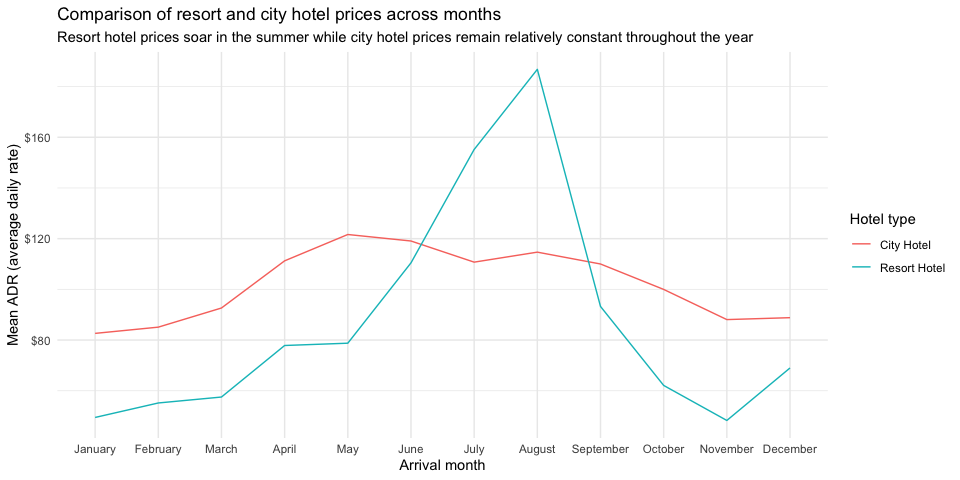 Comparison of resort and city hotel prices across months
Resort hotel prices soar in the summer while city hotel prices remain relatively constant throughout the year
Mean ADR (average daily rate)
$160
$120
$80
January February March April May June July August September October November December
Arrival month
Hotel type
City Hotel
Resort Hotel